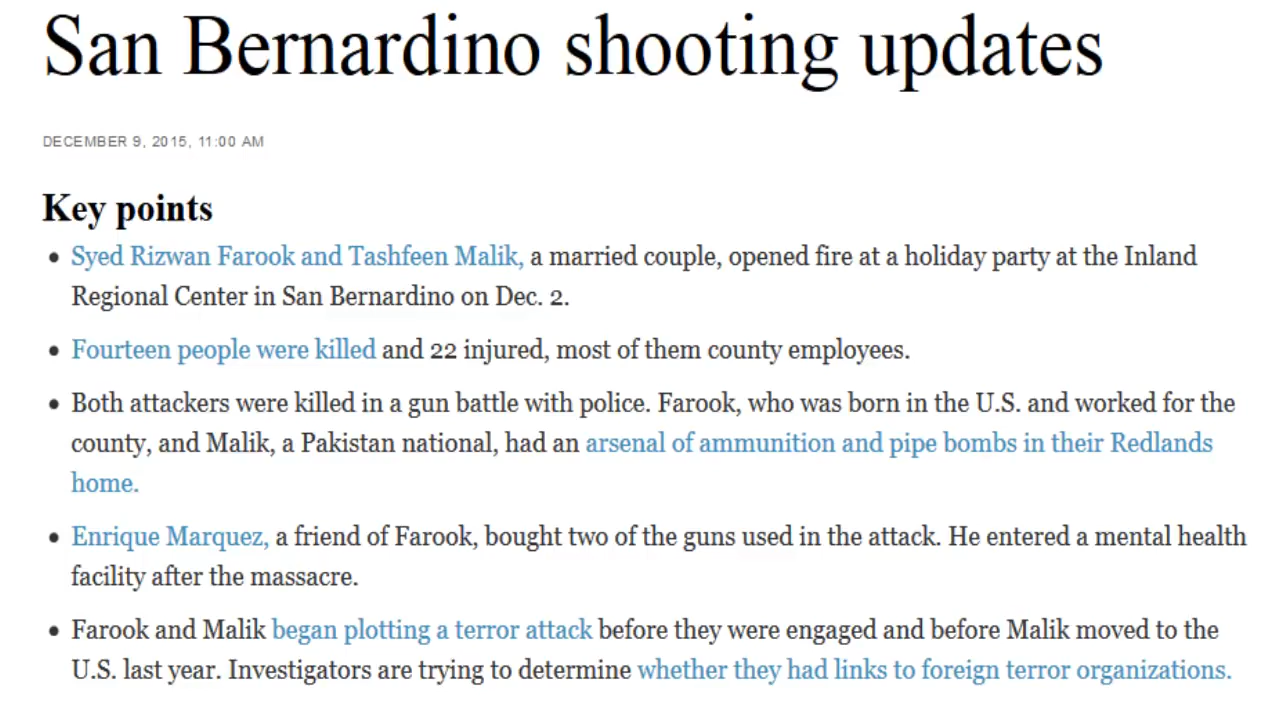 San Bernardino shooting updates
DECEMBER 9, 2015, 11:00 AM
Key points
• Syed Rizwan Farook and Tashfeen Malik, a married couple, opened fire at a holiday party at the Inland
Regional Center in San Bernardino on Dec. 2.
• Fourteen people were killed and 22 injured, most of them county employees.
• Both attackers were killed in a gun battle with police. Farook, who was born in the U.S. and worked for the
county, and Malik, a Pakistan national, had an arsenal of ammunition and pipe bombs in their Redlands
home.
• Enrique Marquez, a friend of Farook, bought two of the guns used in the attack. He entered a mental health
facility after the massacre.
• Farook and Malik began plotting a terror attack before they were engaged and before Malik moved to the
U.S. last year. Investigators are trying to determine whether they had links to foreign terror organizations.